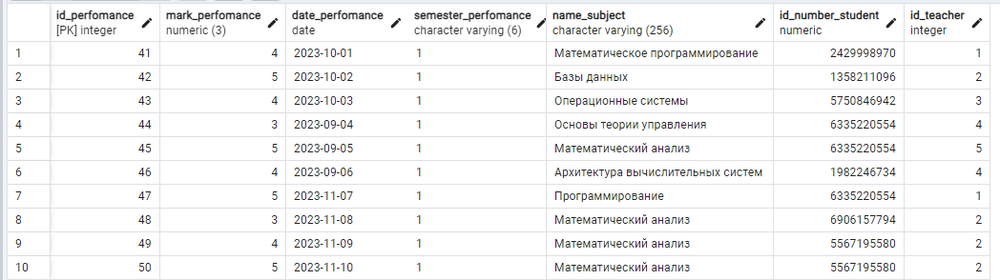 id_perfomance mark_perfomance date_perfomance semester_perfomance name_subject id_number_student id_teacher
[PK] integer numeric (3) date character varying (6) character varying (256) numeric integer
1 41 4 2023-10-01 1 Математическое программирование 2429998970 1
2 42 5 2023-10-02 1 Базы данных 1358211096 2
3 43 4 2023-10-03 1 Операционные системы 5750846942 3
4 44 3 2023-09-04 1 Основы теории управления 6335220554 4
5 45 5 2023-09-05 1 Математический анализ 6335220554 5
6 46 4 2023-09-06 1 Архитектура вычислительных систем 1982246734 4
7 47 5 2023-11-07 1 Программирование 6335220554 1
8 48 3 2023-11-08 1 Математический анализ 6906157794 2
9 49 4 2023-11-09 1 Математический анализ 5567195580 2
10 50 5 2023-11-10 1 Математический анализ 5567195580 2